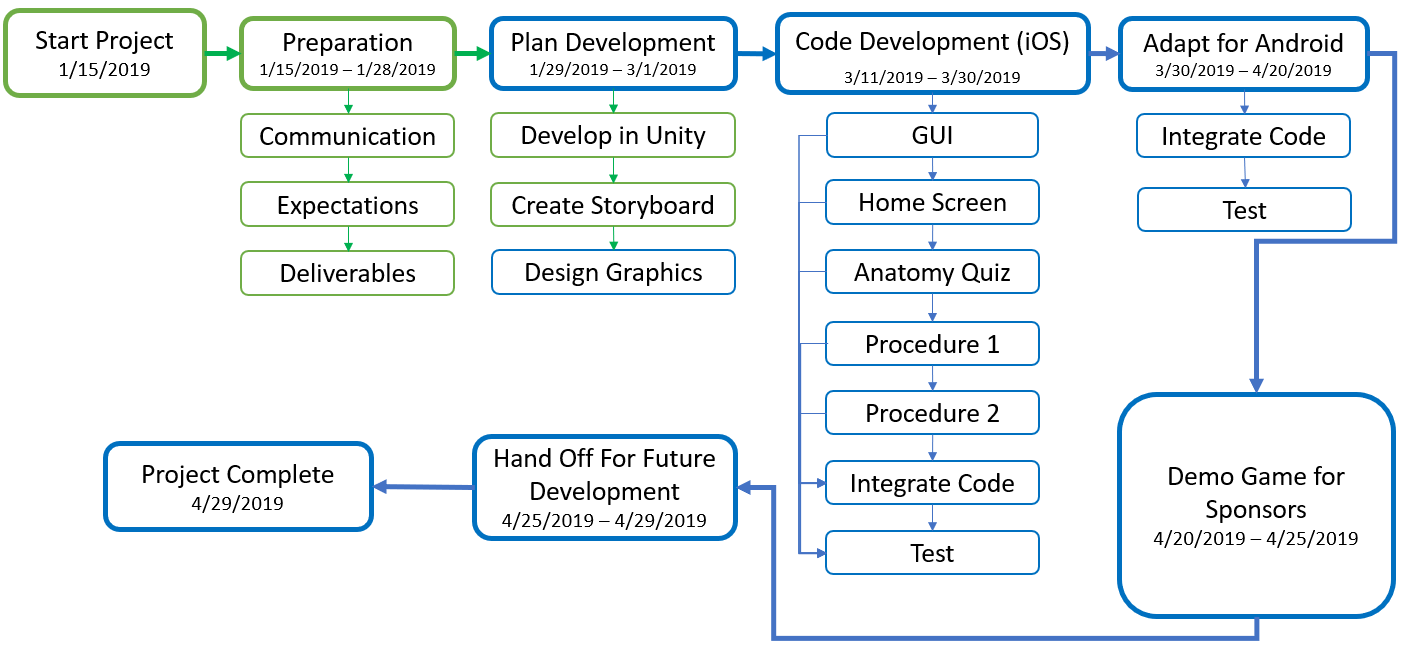 Start Project
1/15/2019
Preparation
1/15/2019 – 1/28/2019
Communication
Expectations
Deliverables
Plan Development
1/29/2019 – 3/1/2019
Develop in Unity
Create Storyboard
Design Graphics
Code Development (iOS)
3/11/2019 – 3/30/2019
GUI
Home Screen
Anatomy Quiz
Procedure 1
Procedure 2
Integrate Code
Test
Adapt for Android
3/30/2019 – 4/20/2019
Integrate Code
Test
Demo Game for
Sponsors
4/20/2019 – 4/25/2019
Hand Off For Future
Development
4/25/2019 – 4/29/2019
Project Complete
4/29/2019